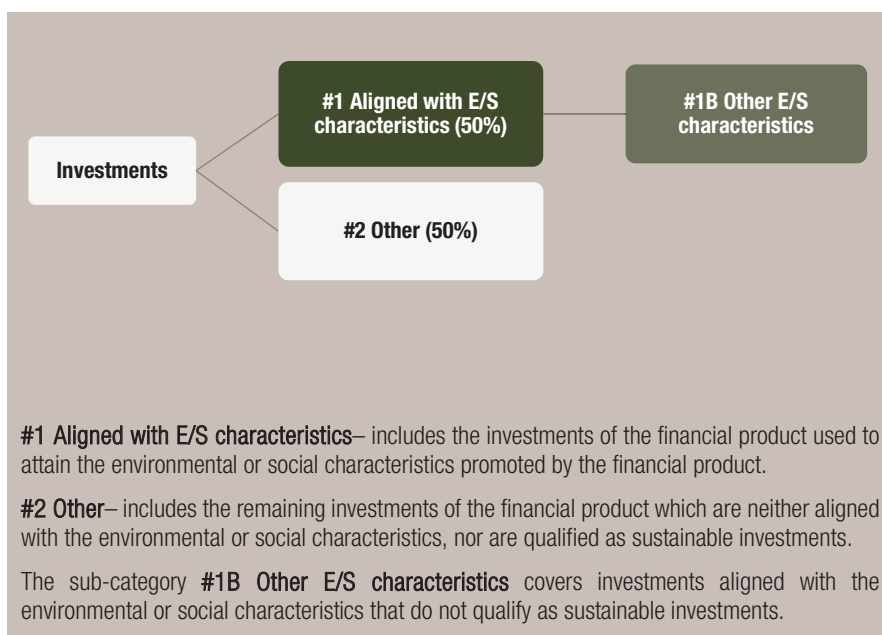 #1 Aligned with E/S
characteristics (50%)
#1B Other E/S
characteristics
Investments
#2 Other (50%)
#1 Aligned with E/S characteristics– includes the investments of the financial product used to
attain the environmental or social characteristics promoted by the financial product.
#2 Other– includes the remaining investments of the financial product which are neither aligned
with the environmental or social characteristics, nor are qualified as sustainable investments.
The sub-category #1B Other E/S characteristics covers investments aligned with the
environmental or social characteristics that do not qualify as sustainable investments.